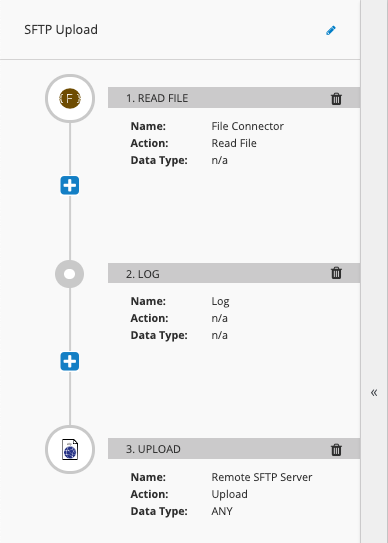 SFTP Upload
F
1. READ FILE
Name: File Connector
Action: Read File
Data Type: n/a
2. LOG
Name: Log
Action: n/a
Data Type: n/a
«
3. UPLOAD
Name: Remote SFTP Server
Action: Upload
Data Type: ANY